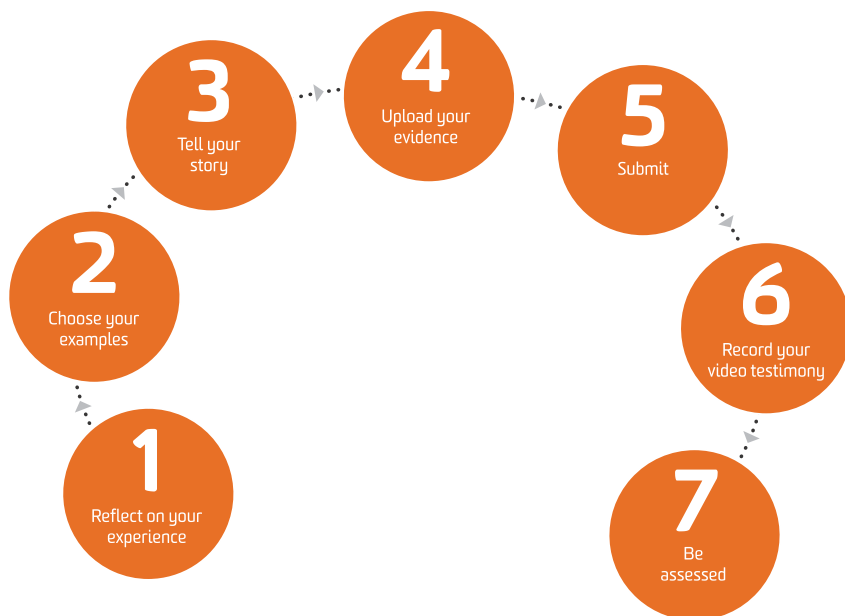 1
Reflect on your
experience
2
Choose your
examples
3
Tell your
story
4
Upload your
evidence
5
Submit
6
Record your
video testimony
7
Be
assessed